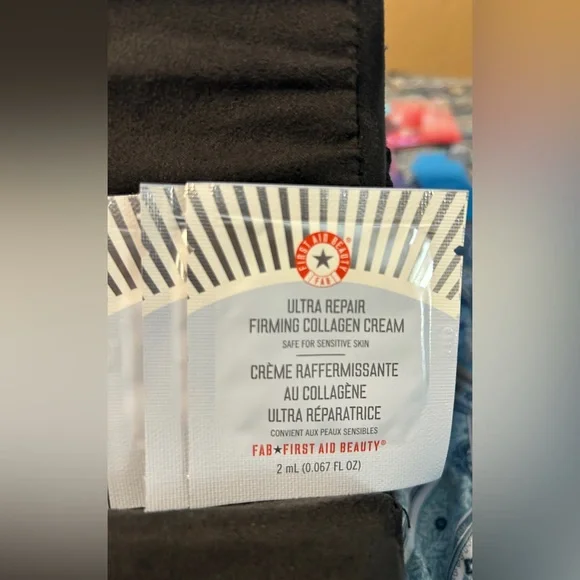 FIRST AID BEAUTY
FAB
ULTRA REPAIR
FIRMING COLLAGEN CREAM
SAFE FOR SENSITIVE SKIN
CRÈME RAFFERMISSANTE
AU COLLAGÈNE
ULTRA RÉPARATRICE
CONVIENT AUX PEAUX SENSIBLES
FAB★FIRST AID BEAUTY®
2 mL (0.067 FL OZ)